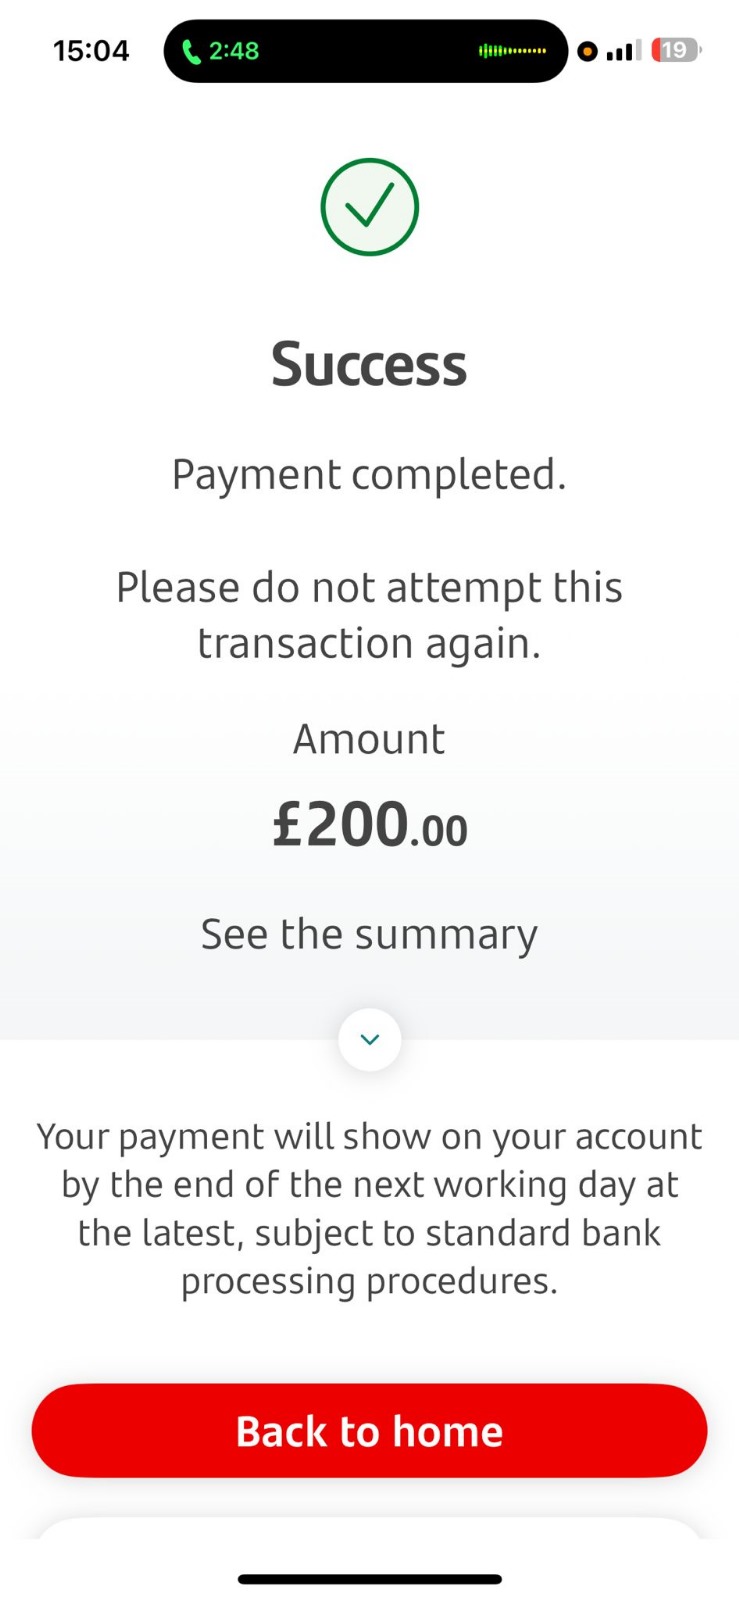 15:04
2:48
19
Success
Payment completed.
Please do not attempt this
transaction again.
Amount
£200.00
See the summary
Your payment will show on your account
by the end of the next working day at
the latest, subject to standard bank
processing procedures.
Back to home